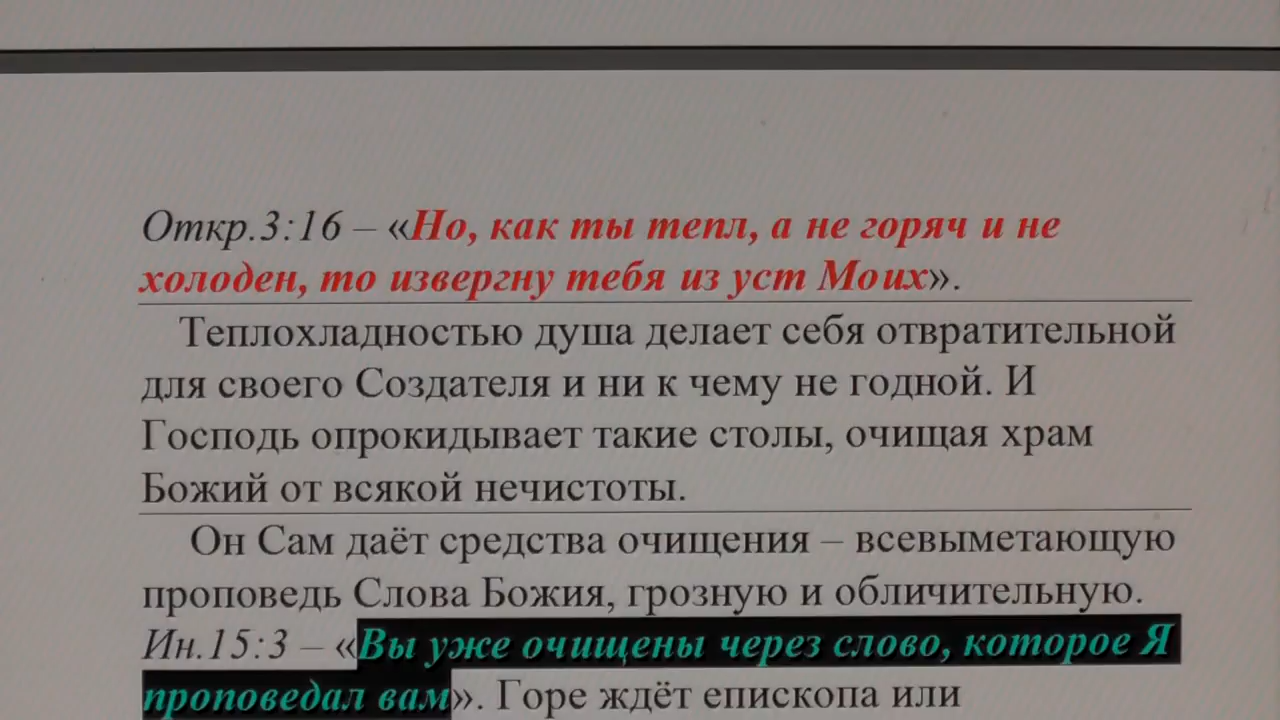 Откр.3:16 – «Но, как ты тепл, а не горяч и не
холоден, то извергну тебя из уст Моих».
Теплохладностью душа делает себя отвратительной
для своего Создателя и ни к чему не годной. И
Господь опрокидывает такие столы, очищая храм
Божий от всякой нечистоты.
Он Сам даёт средства очищения – всевыметающую
проповедь Слова Божия, грозную и обличительную.
Ин.15:3 – «Вы уже очищены через слово, которое Я
проповедал вам». Горе ждёт епископа или